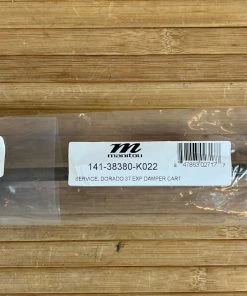 m
manitou
141-38380-K022
SERVICE, DORADO 37 EXP DAMPER CART